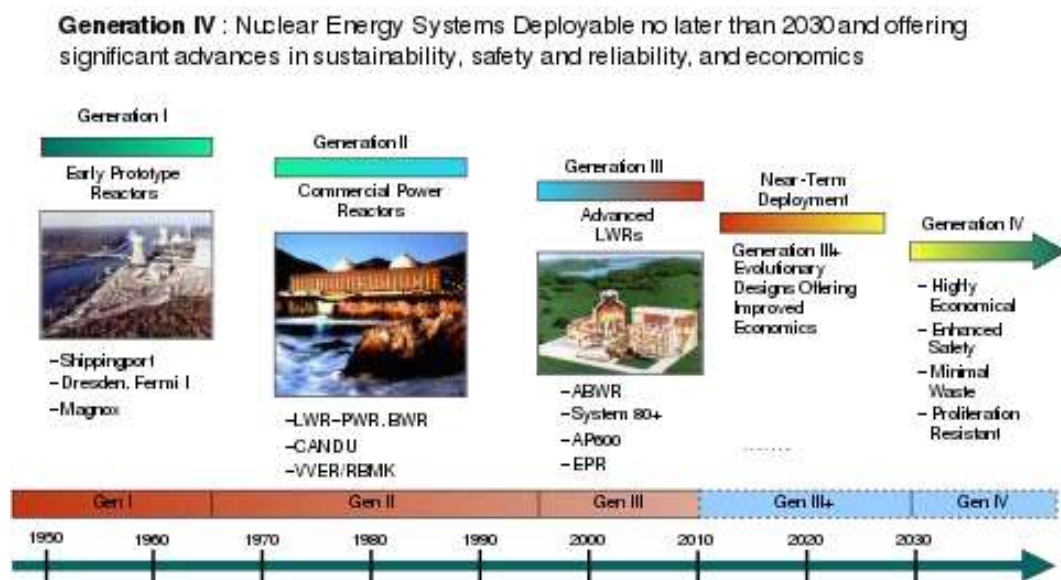 Generation IV : Nuclear Energy Systems Deployable no later than 2030 and offering
significant advances in sustainability, safety and reliability, and economics
Generation I
Early Prototype
Reactors
–Shippingport
–Dresden, Fermi I
–Magnox
Generation II
Commercial Power
Reactors
–LWR–PWR, BWR
–CANDU
–VVER/RBMK
Generation III
Advanced
LWRs
–ABWR
–System 80+
–AP600
–EPR
Near-Term
Deployment
Generation III+
Evolutionary
Designs Offering
Improved
Economics
Generation IV
– Highly
Economical
– Enhanced
Safety
– Minimal
Waste
– Proliferation
Resistant
Gen I
Gen II
Gen III
Gen III+
Gen IV
1950
1960
1970
1980
1990
2000
2010
2020
2030